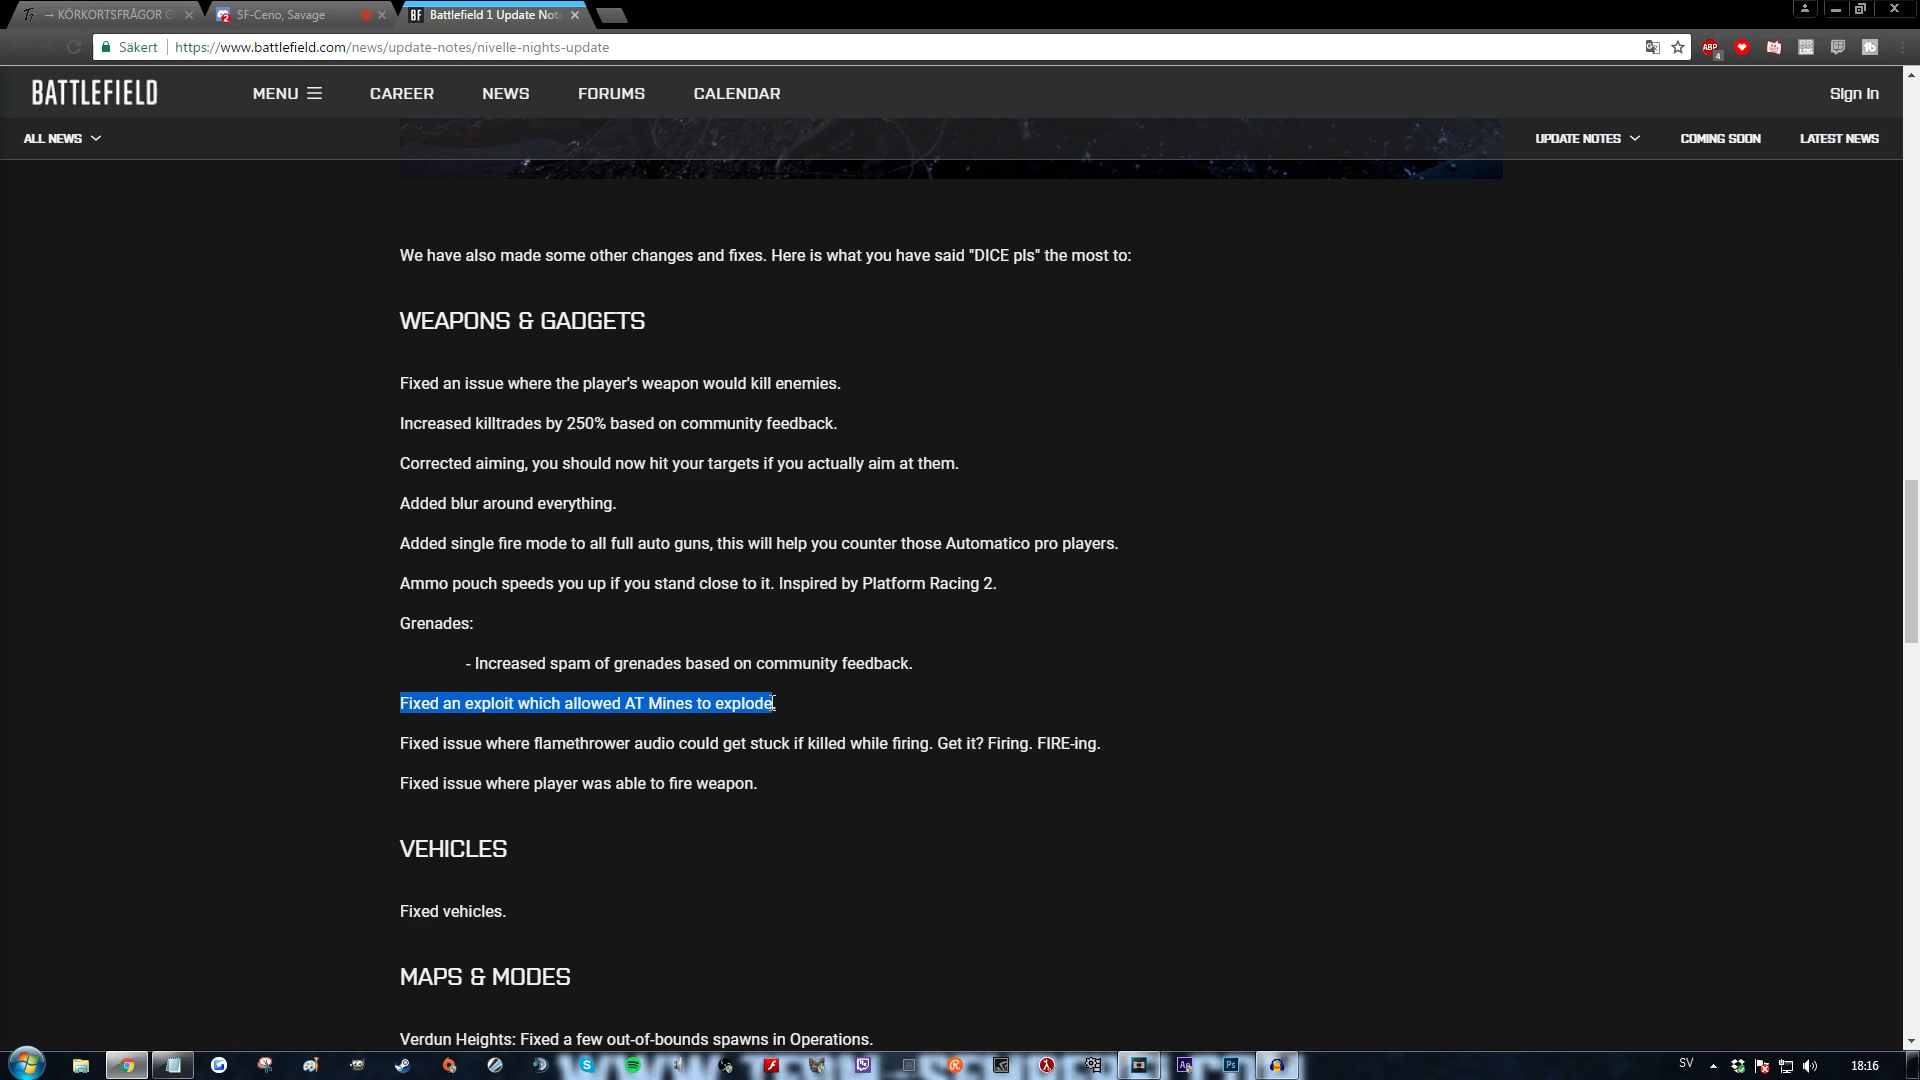 → KÖRKORTSFRÅGOR G
SF-Ceno, Savage
Battlefield 1 Update Not
Säkert
https://www.battlefield.com/news/update-notes/nivelle-nights-update
BATTLEFIELD
MENU
CAREER
NEWS
FORUMS
CALENDAR
Sign In
ALL NEWS
UPDATE NOTES
COMING SOON
LATEST NEWS
We have also made some other changes and fixes. Here is what you have said "DICE pls" the most to:
WEAPONS & GADGETS
Fixed an issue where the player's weapon would kill enemies.
Increased killtrades by 250% based on community feedback.
Corrected aiming, you should now hit your targets if you actually aim at them.
Added blur around everything.
Added single fire mode to all full auto guns, this will help you counter those Automatico pro players.
Ammo pouch speeds you up if you stand close to it. Inspired by Platform Racing 2.
Grenades:
- Increased spam of grenades based on community feedback.
Fixed an exploit which allowed AT Mines to explode.
Fixed issue where flamethrower audio could get stuck if killed while firing. Get it? Firing. FIRE-ing.
Fixed issue where player was able to fire weapon.
VEHICLES
Fixed vehicles.
MAPS & MODES
Verdun Heights: Fixed a few out-of-bounds spawns in Operations.
SV
18:16